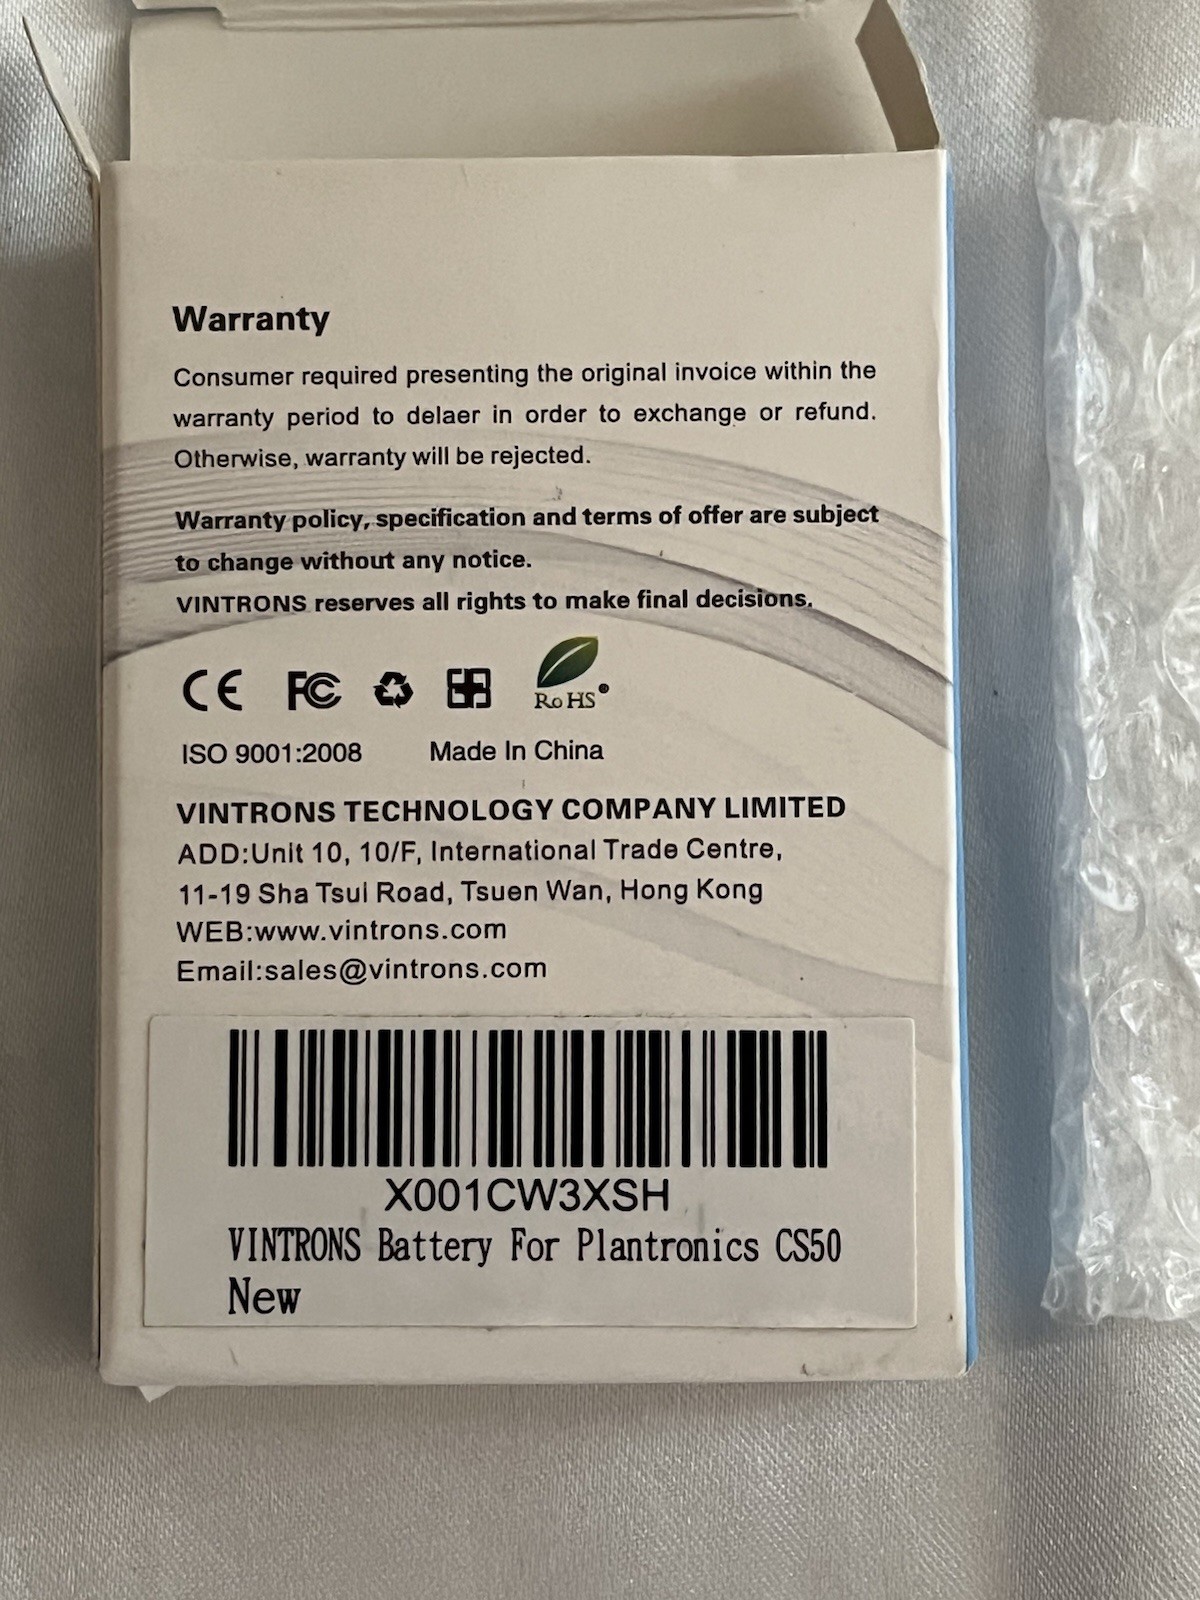 Warranty
Consumer required presenting the original invoice within the
warranty period to delaer in order to exchange or refund.
Otherwise, warranty will be rejected.
Warranty policy, specification and terms of offer are subject
to change without any notice.
VINTRONS reserves all rights to make final decisions.
CE FC RoHS
ISO 9001:2008 Made In China
VINTRONS TECHNOLOGY COMPANY LIMITED
ADD:Unit 10, 10/F, International Trade Centre,
11-19 Sha Tsui Road, Tsuen Wan, Hong Kong
WEB:www.vintrons.com
Email:sales@vintrons.com
X001CW3XSH
VINTRONS Battery For Plantronics CS50
New